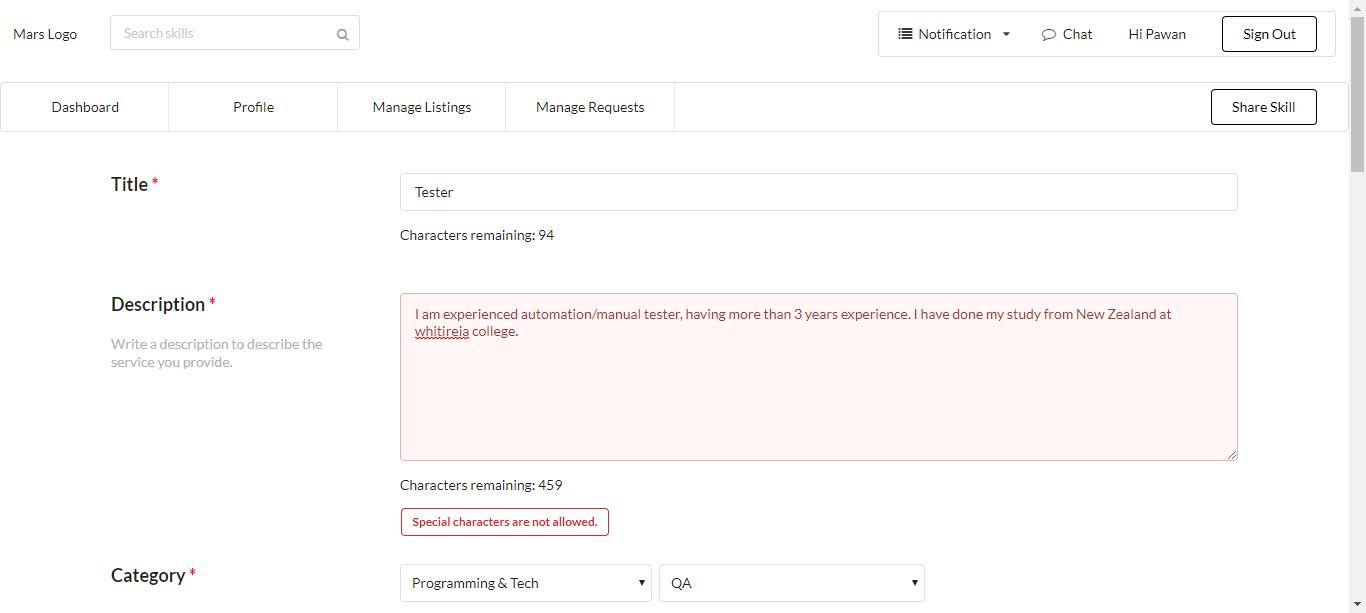 Mars Logo
Search skills
Notification
Chat
Hi Pawan
Sign Out
Dashboard
Profile
Manage Listings
Manage Requests
Share Skill
Title *
Tester
Characters remaining: 94
Description *
Write a description to describe the
service you provide.
I am experienced automation/manual tester, having more than 3 years experience. I have done my study from New Zealand at
whitireia college.
Characters remaining: 459
Special characters are not allowed.
Category *
Programming & Tech
QA